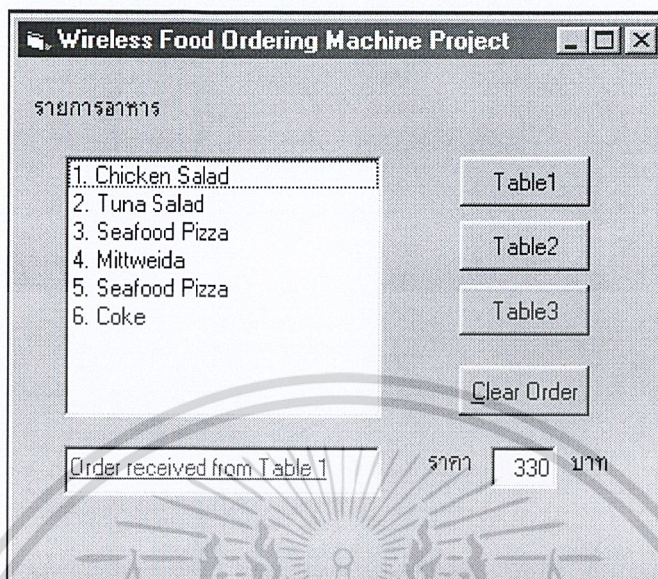 Wireless Food Ordering Machine Project
รายการอาหาร
1. Chicken Salad
2. Tuna Salad
3. Seafood Pizza
4. Mittweida
5. Seafood Pizza
6. Coke
Table1
Table2
Table3
Clear Order
Order received from Table 1
ราคา 330 บาท